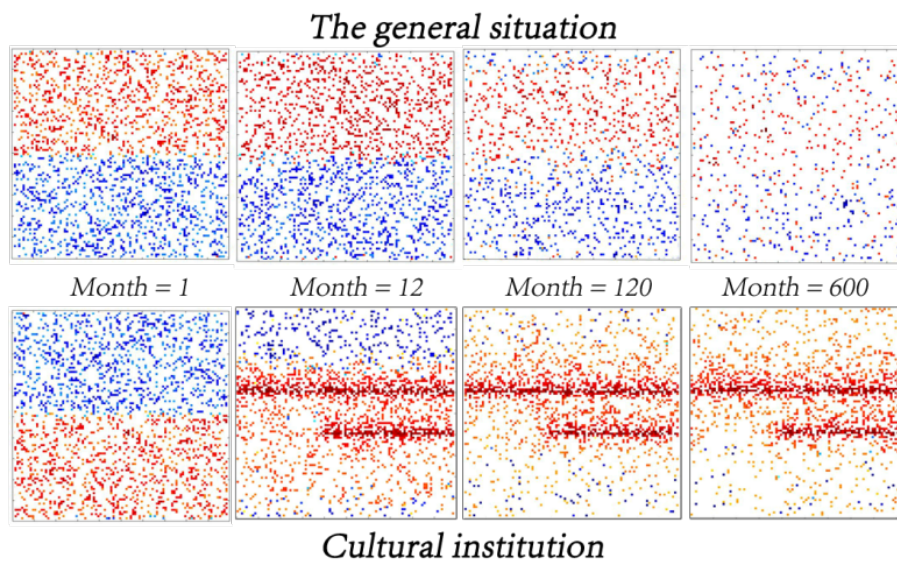 The general situation
Month = 1
Month = 12
Month = 120
Month = 600
Cultural institution